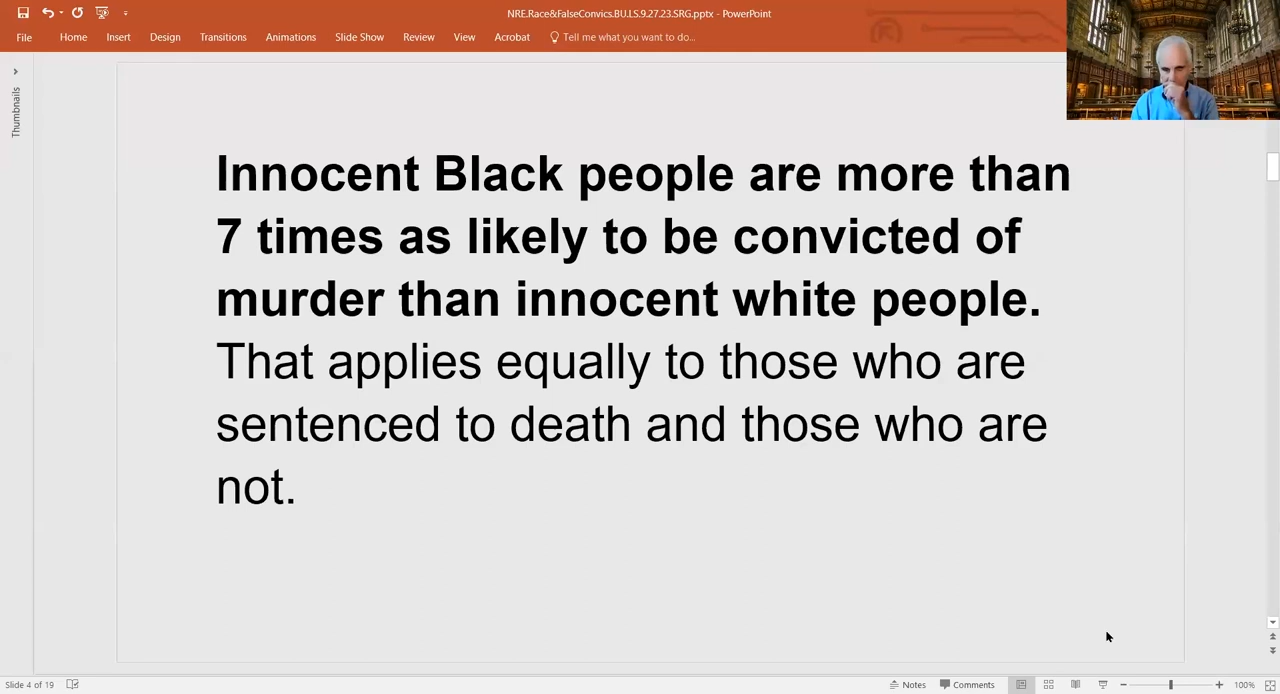 NRE.Race&FalseConvics.BU.LS.9.27.23.SRG.pptx - PowerPoint
File Home Insert Design Transitions Animations Slide Show Review View Acrobat Tell me what you want to do...
Thumbnails
Innocent Black people are more than
7 times as likely to be convicted of
murder than innocent white people.
That applies equally to those who are
sentenced to death and those who are
not.
Slide 4 of 19 Notes Comments 100%